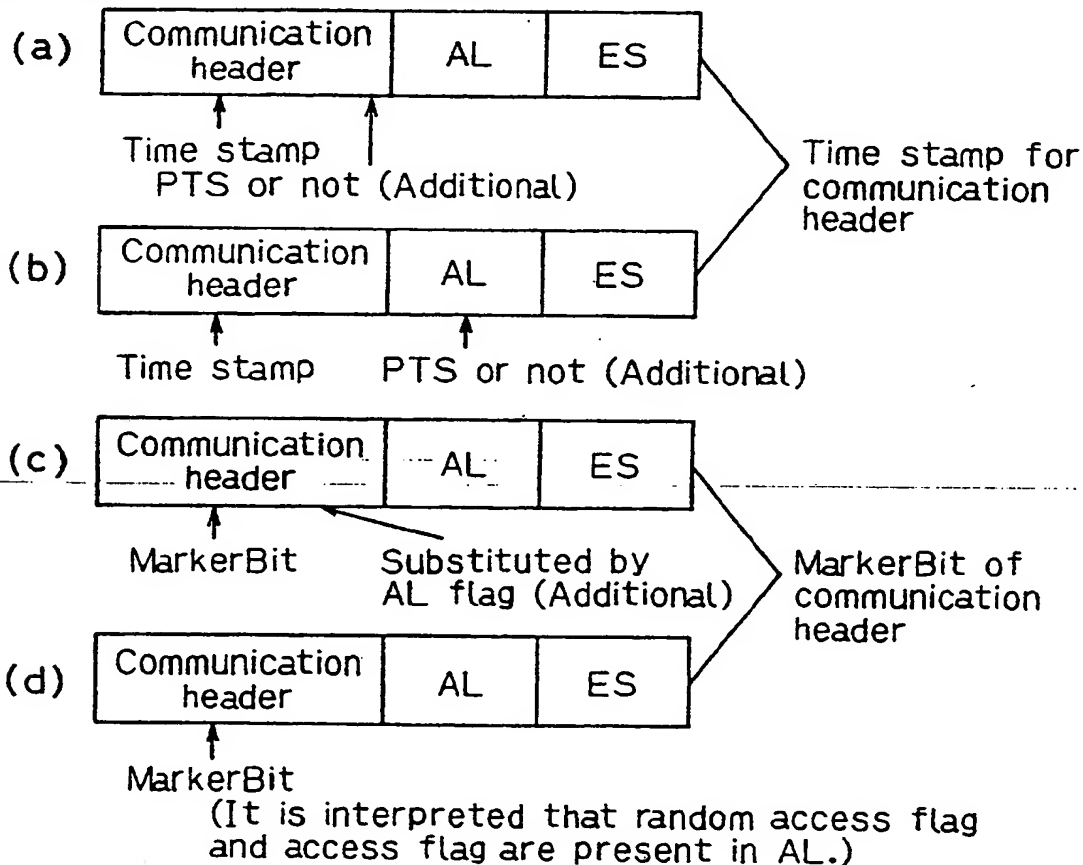 (a)
Communication
header
AL
ES
Time stamp
PTS or not (Additional)
Time stamp for
communication
header
(b)
Communication
header
AL
ES
Time stamp
PTS or not (Additional)
(c)
Communication
header
AL
ES
MarkerBit
Substituted by
AL flag (Additional)
MarkerBit of
communication
header
(d)
Communication
header
AL
ES
MarkerBit
(It is interpreted that random access flag
and access flag are present in AL.)